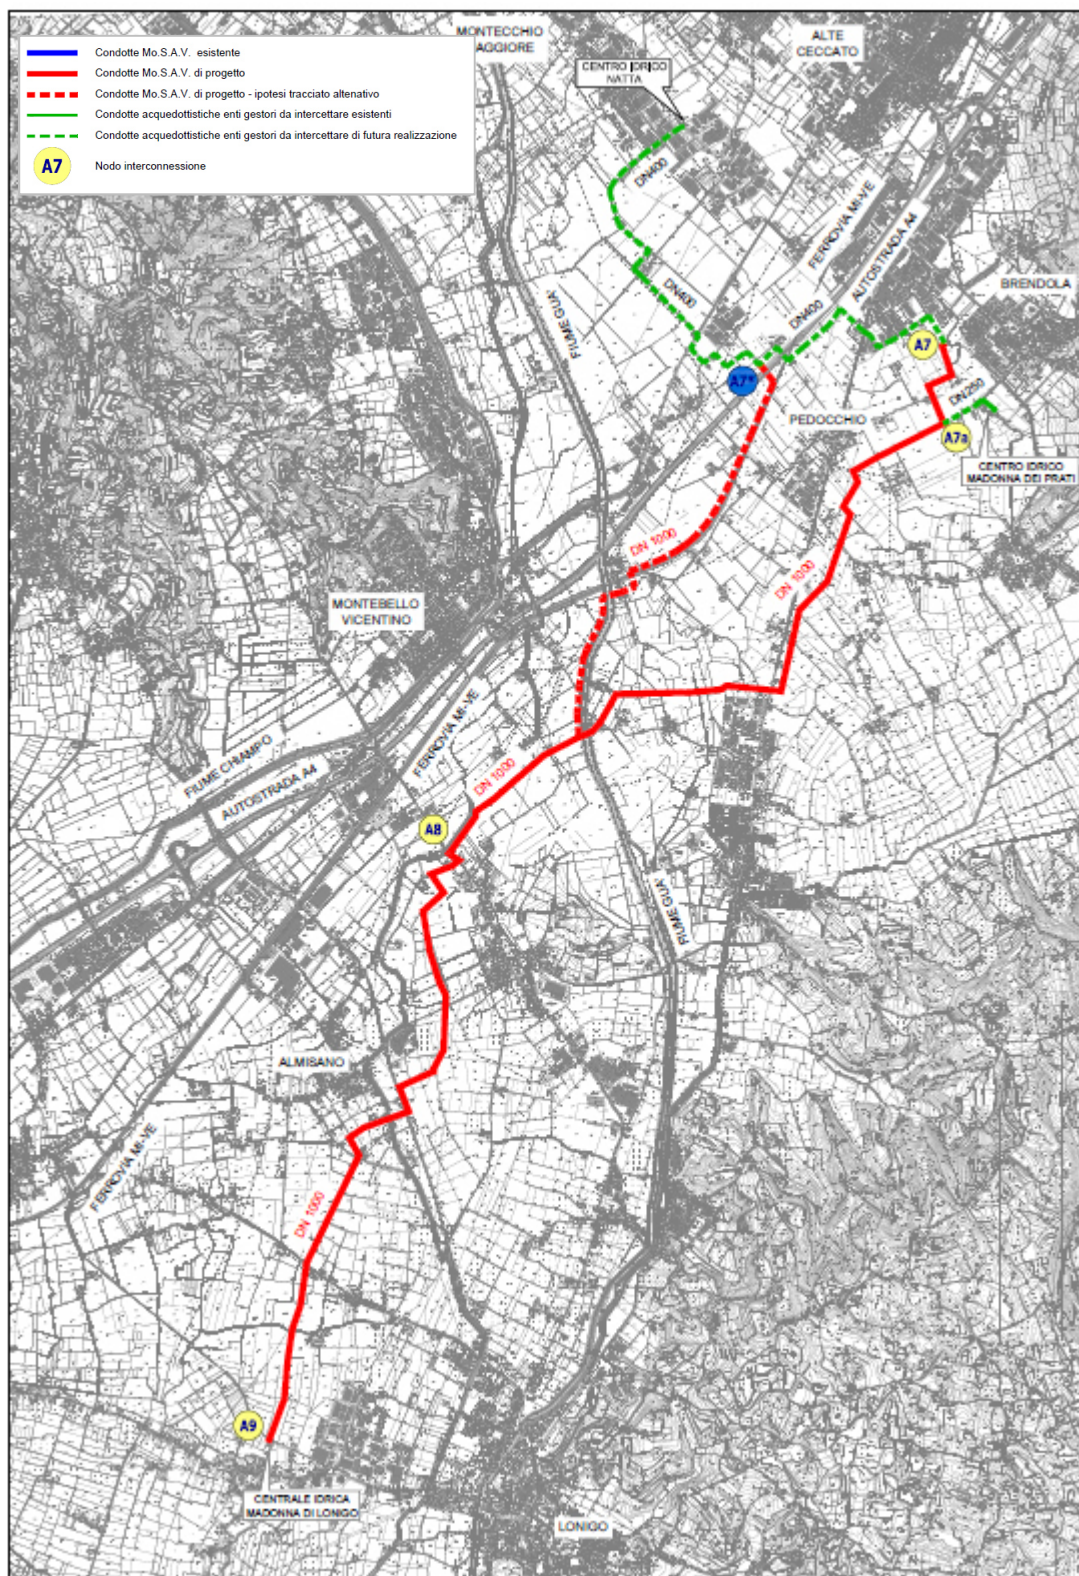 MONTECCHIO
AGGIORE
ALTE
CECCATO
Condotte Mo.S.A.V. esistente
Condotte Mo.S.A.V. di progetto
Condotte Mo.S.A.V. di progetto - ipotesi tracciato altenativo
Condotte acquedottistiche enti gestori da intercettare esistenti
Condotte acquedottistiche enti gestori da intercettare di futura realizzazione
A7
Nodo interconnessione
CENTRO IDRICO
NATTA
DN400
FERROVIA MI-VE
AUTOSTRADA A4
BRENDOLA
DN400
DN400
FIUME GUA'
A7
A7*
DN250
PEDOCCHIO
A7a
CENTRO IDRICO
MADONNA DEI PRATI
DN 1000
DN 1000
MONTEBELLO
VICENTINO
FERROVIA MI-VE
FIUME CHIAMPO
AUTOSTRADA A4
DN 1000
A8
FIUME GUA'
ALMISANO
FERROVIA MI-VE
DN 1000
A9
CENTRALE IDRICA
MADONNA DI LONIGO
LONIGO